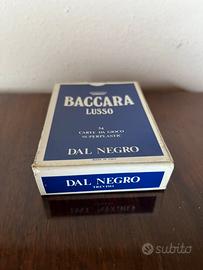 BACCARA
LUSSO
54
CARTE DA GIOCO
SUPERPLASTIC
DAL NEGRO
DAL NEGRO
TREVISO
subito